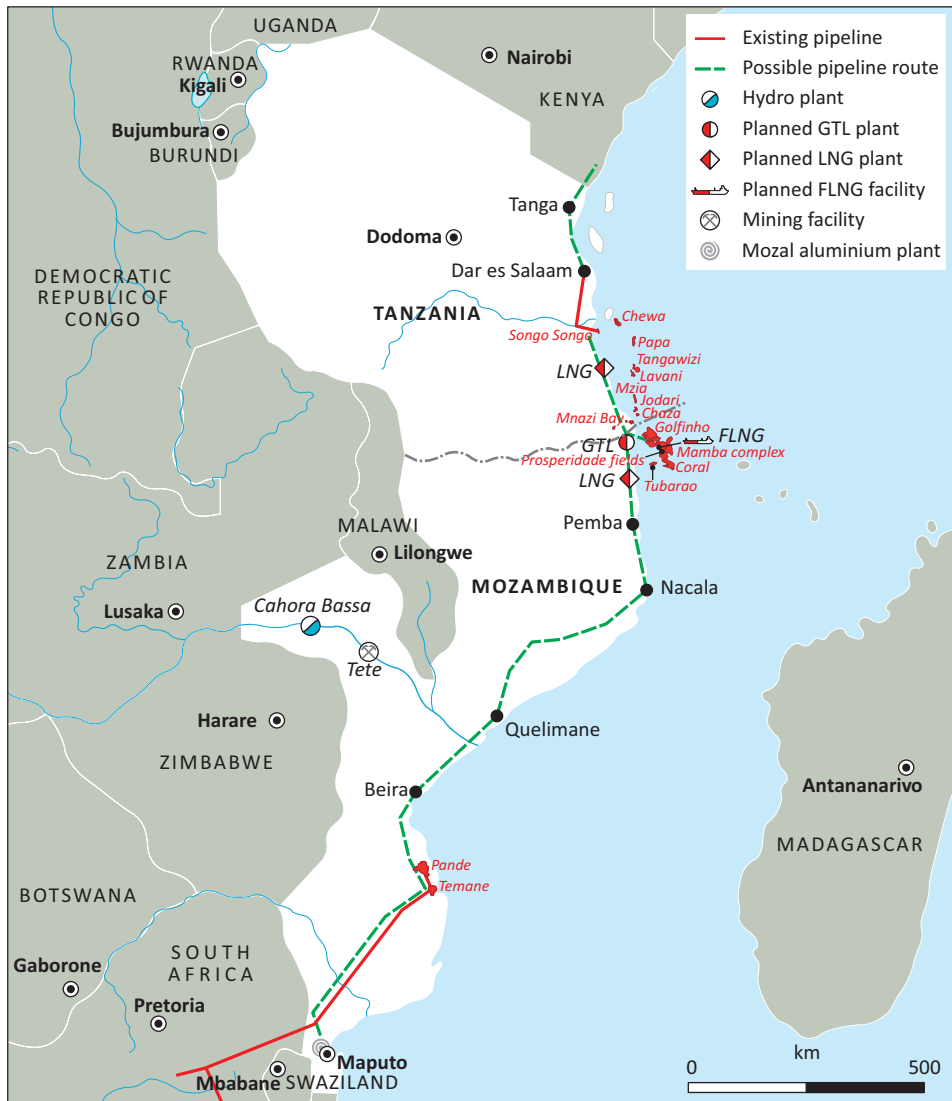 UGANDA
RWANDA
Kigali
Bujumbura
BURUNDI
Nairobi
KENYA
Existing pipeline
Possible pipeline route
Hydro plant
Planned GTL plant
Planned LNG plant
Planned FLNG facility
Mining facility
Mozal aluminium plant
Tanga
Dodoma
Dar es Salaam
DEMOCRATIC
REPUBLIC OF
CONGO
TANZANIA
Songo Songo
Chewa
Papa
LNG
Tangawizi
Lavani
Mzia
Jodari
Chaza
Mnazi Bay
Golfinho
GTL
FLNG
Mamba complex
Prosperidade fields
Coral
LNG
Tubarao
Pemba
MALAWI
Lilongwe
ZAMBIA
MOZAMBIQUE
Nacala
Lusaka
Cahora Bassa
Tete
Harare
Quelimane
ZIMBABWE
Beira
Antananarivo
MADAGASCAR
Pande
Temane
BOTSWANA
SOUTH
AFRICA
Gaborone
Pretoria
Maputo
Mbabane
SWAZILAND
km
0
500